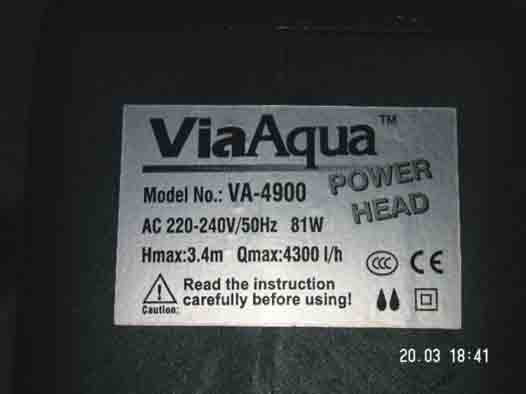 ViaAqua™
POWER HEAD
Model No.: VA-4900
AC 220-240V/50Hz 81W
Hmax:3.4m Qmax:4300 l/h
CCC CE
Read the instruction
carefully before using!
Caution:
20.03 18:41